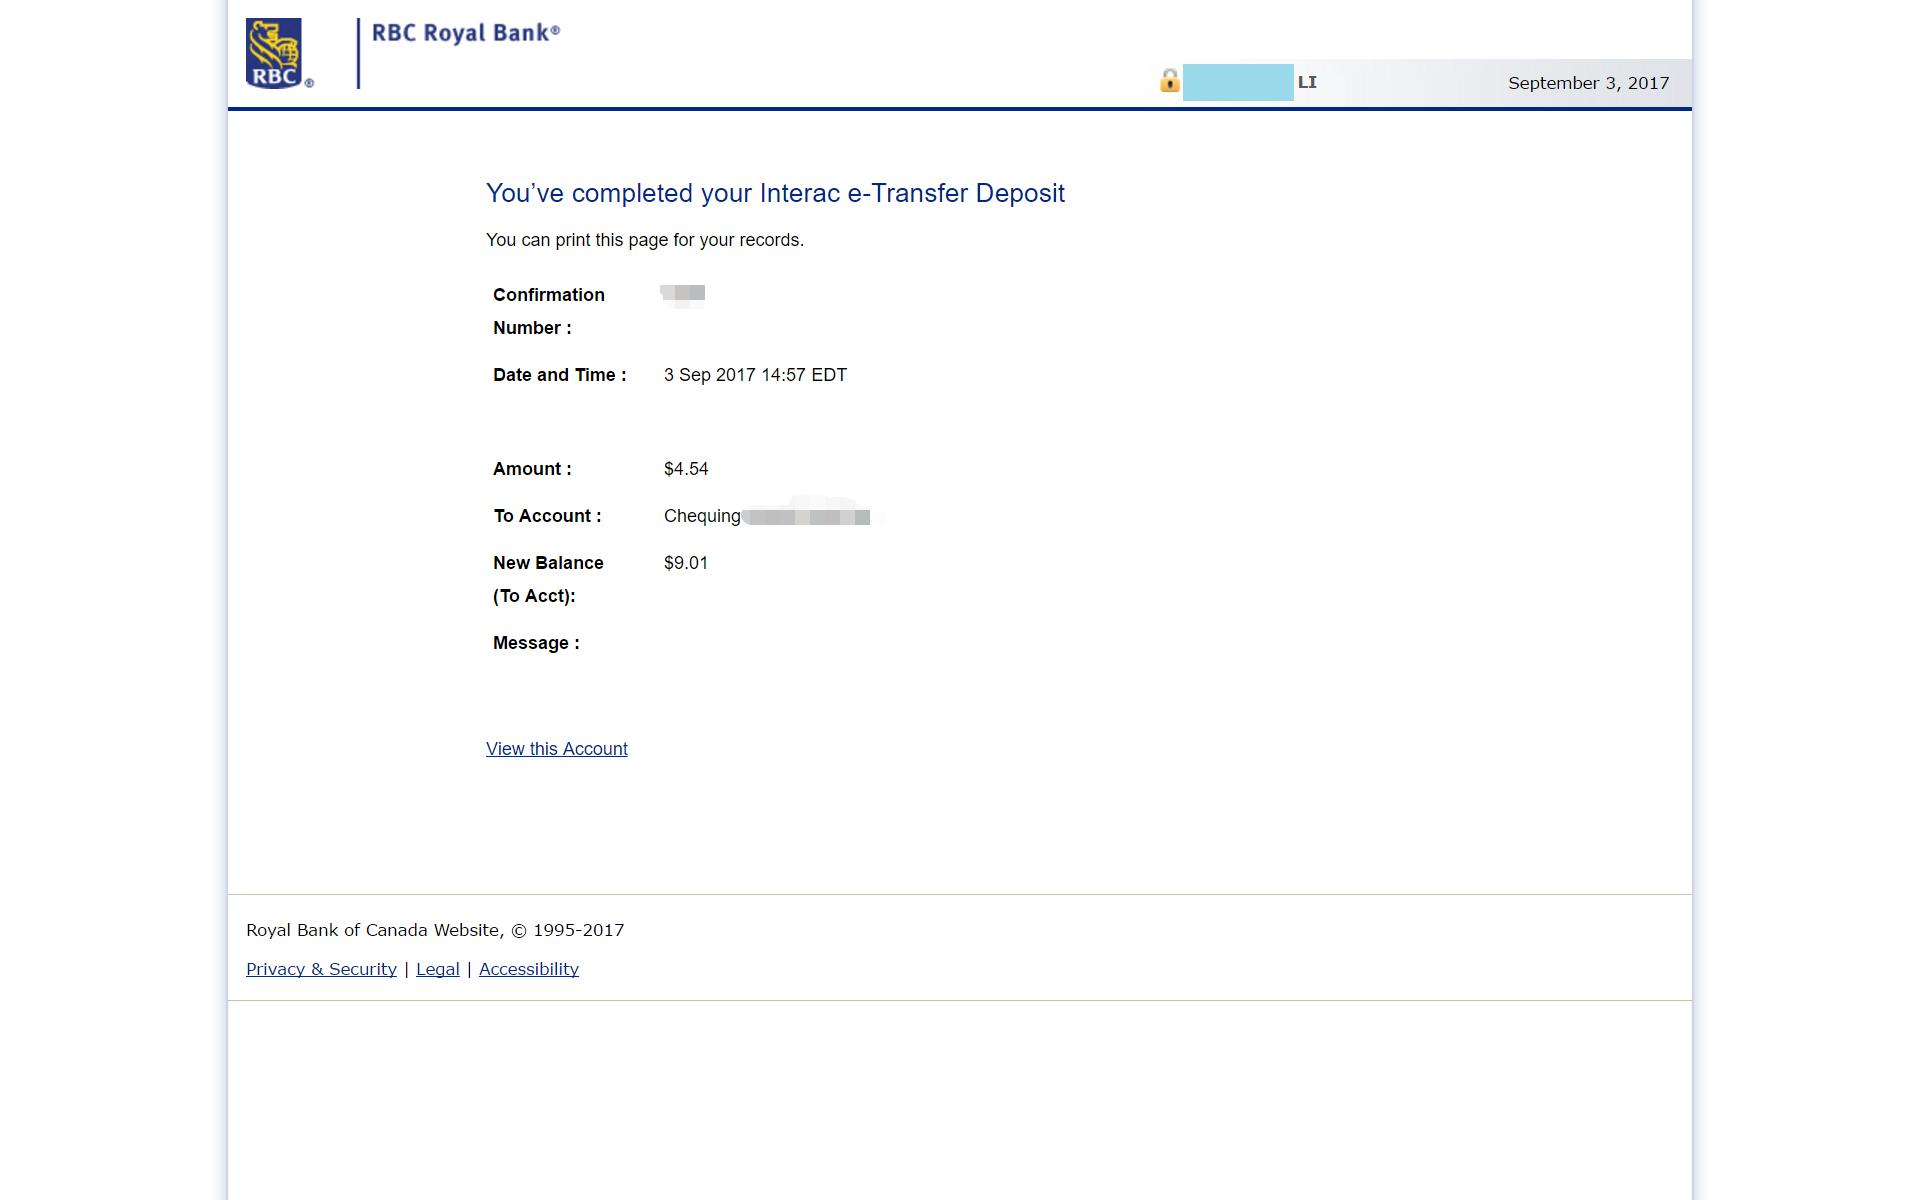 RBC Royal Bank®
RBC ®
LI
September 3, 2017
You’ve completed your Interac e-Transfer Deposit
You can print this page for your records.
Confirmation
Number :
Date and Time : 3 Sep 2017 14:57 EDT
Amount : $4.54
To Account : Chequing
New Balance $9.01
(To Acct):
Message :
View this Account
Royal Bank of Canada Website, © 1995-2017
Privacy & Security | Legal | Accessibility